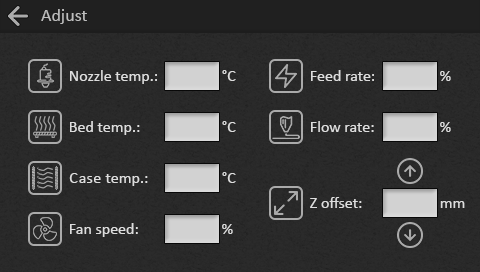 Adjust
Nozzle temp.: °C
Bed temp.: °C
Case temp.: °C
Fan speed: %
Feed rate: %
Flow rate: %
Z offset: mm